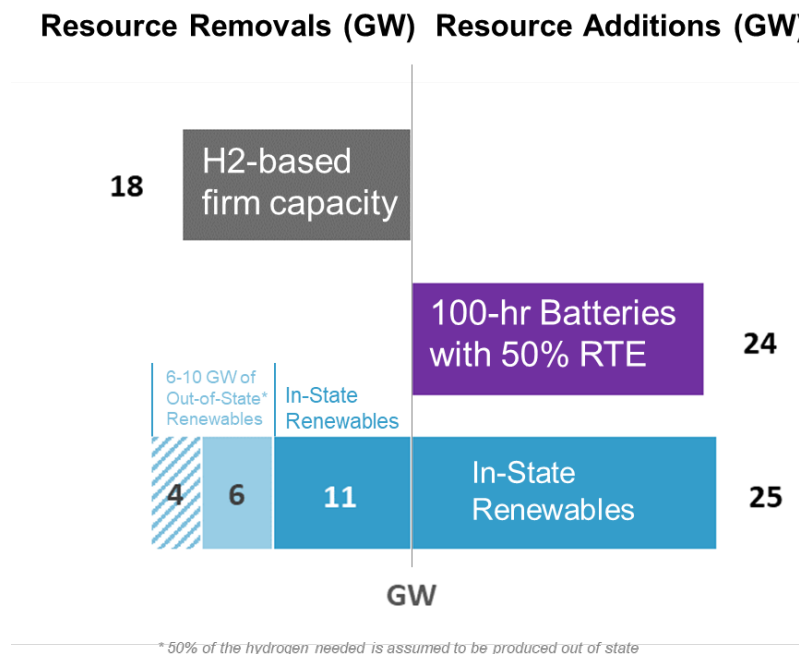 Resource Removals (GW) Resource Additions (GW)
H2-based
firm capacity
18
100-hr Batteries
with 50% RTE
24
6-10 GW of
Out-of-State*
Renewables
In-State
Renewables
4 6 11
In-State
Renewables
25
GW
* 50% of the hydrogen needed is assumed to be produced out of state